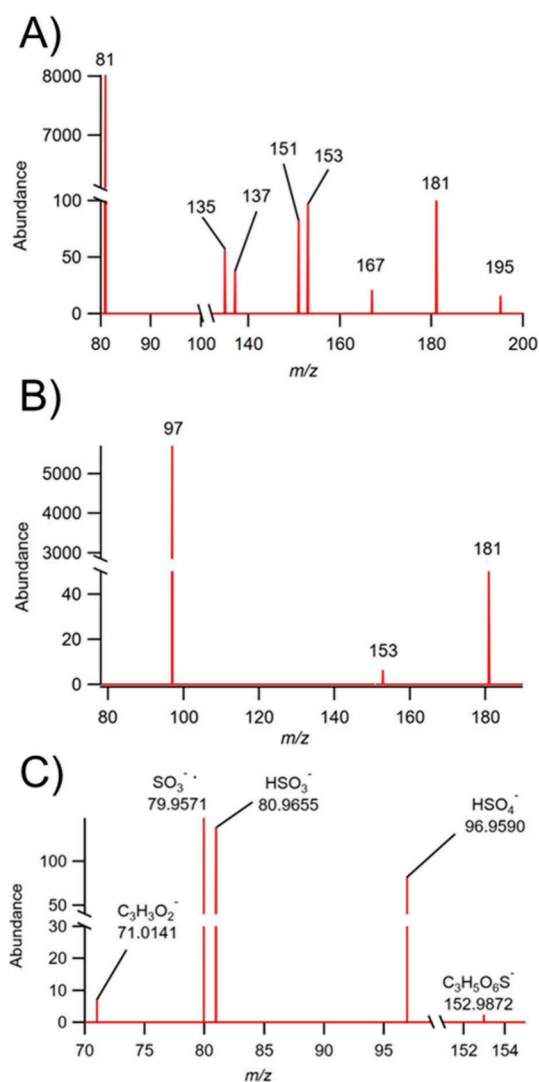 A)
81
8000
7000
151
153
181
100
135
137
50
167
195
0
80 90 100 140 160 180 200
Abundance
m/z
B)
97
5000
4000
3000
181
40
20
153
0
80 100 120 140 160 180
Abundance
m/z
C)
SO₃⁻ ·
79.9571
HSO₃⁻
80.9655
HSO₄⁻
96.9590
100
50
30
C₃H₃O₂⁻
71.0141
20
10
C₃H₅O₆S⁻
152.9872
0
70 75 80 85 90 95 152 154
Abundance
m/z